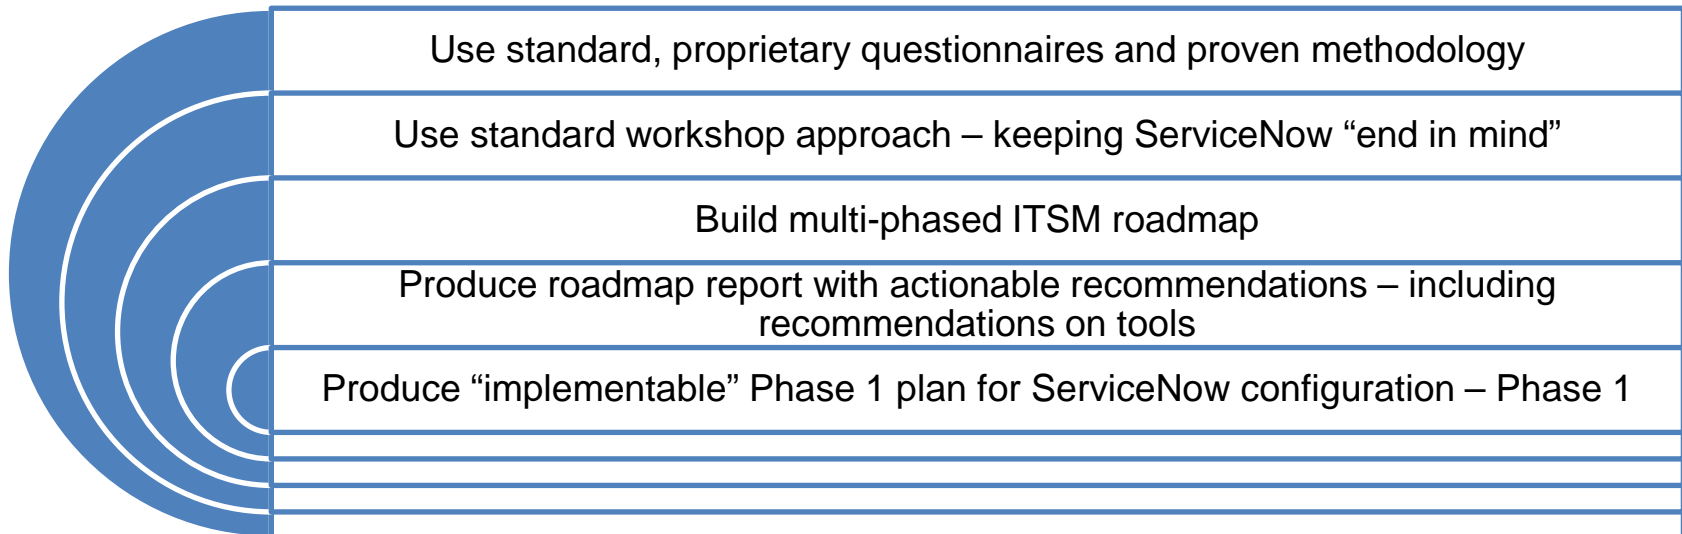 Use standard, proprietary questionnaires and proven methodology
Use standard workshop approach – keeping ServiceNow “end in mind”
Build multi-phased ITSM roadmap
Produce roadmap report with actionable recommendations – including
recommendations on tools
Produce “implementable” Phase 1 plan for ServiceNow configuration – Phase 1